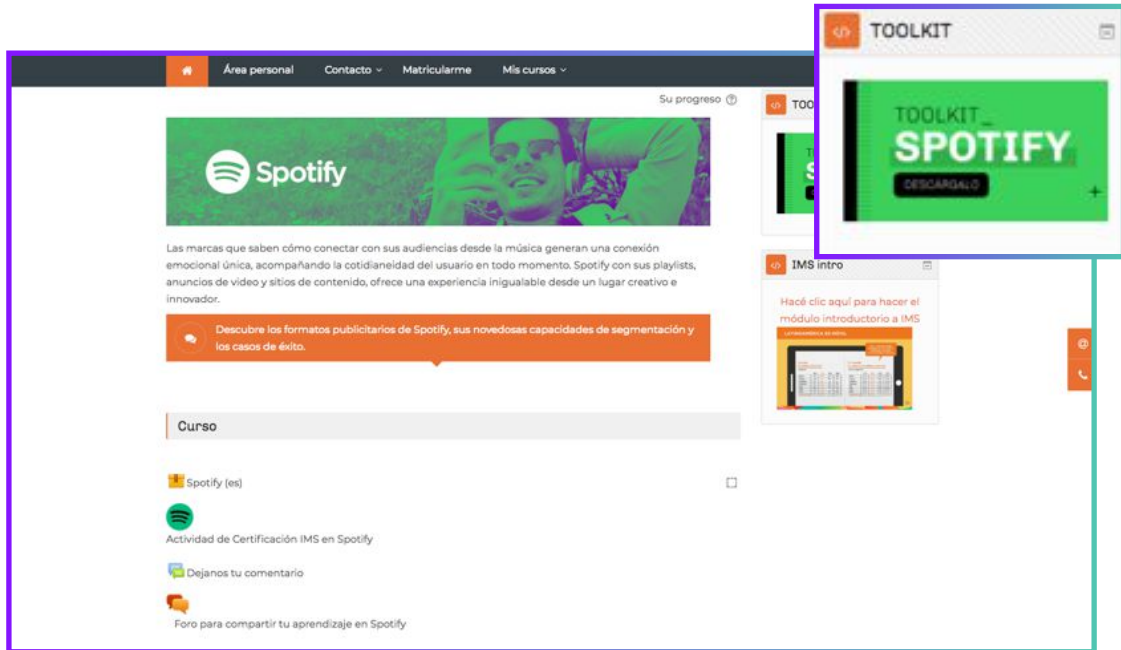 TOOLKIT
TOOLKIT_
SPOTIFY
DESCÁRGALO
Área personal
Contacto
Matricularme
Mis cursos
Su progreso
Spotify
Las marcas que saben cómo conectar con sus audiencias desde la música generan una conexión
emocional única, acompañando la cotidianeidad del usuario en todo momento. Spotify con sus playlists,
anuncios de video y sitios de contenido, ofrece una experiencia inigualable desde un lugar creativo e
innovador.
Descubre los formatos publicitarios de Spotify, sus novedosas capacidades de segmentación y
los casos de éxito.
Curso
Spotify (es)
Actividad de Certificación IMS en Spotify
Dejanos tu comentario
Foro para compartir tu aprendizaje en Spotify
TOO
IMS intro
Hacé clic aquí para hacer el
módulo introductorio a IMS
LATINOAMÉRICA ES MÓVIL